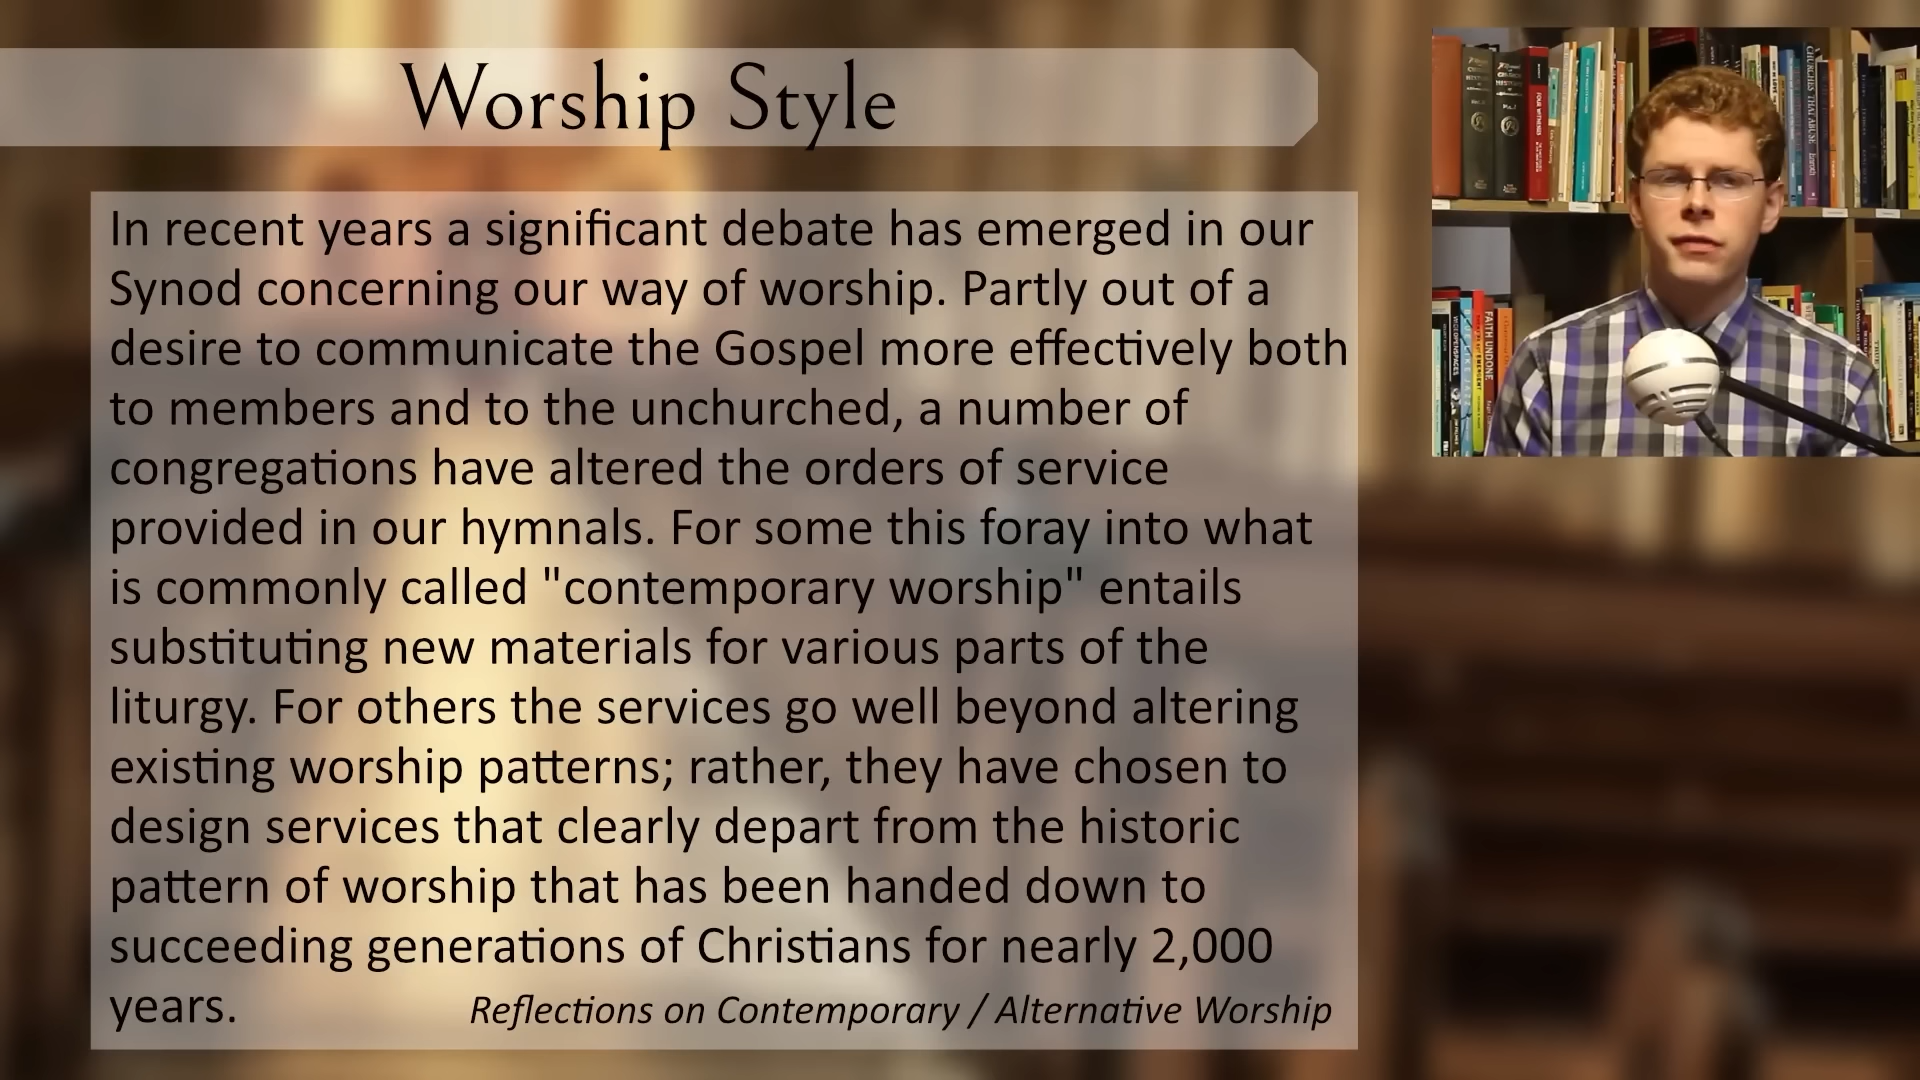 Worship Style
In recent years a significant debate has emerged in our
Synod concerning our way of worship. Partly out of a
desire to communicate the Gospel more effectively both
to members and to the unchurched, a number of
congregations have altered the orders of service
provided in our hymnals. For some this foray into what
is commonly called "contemporary worship" entails
substituting new materials for various parts of the
liturgy. For others the services go well beyond altering
existing worship patterns; rather, they have chosen to
design services that clearly depart from the historic
pattern of worship that has been handed down to
succeeding generations of Christians for nearly 2,000
years.
Reflections on Contemporary / Alternative Worship
CHURCHES THAT ABUSE
FAITH UNDONE